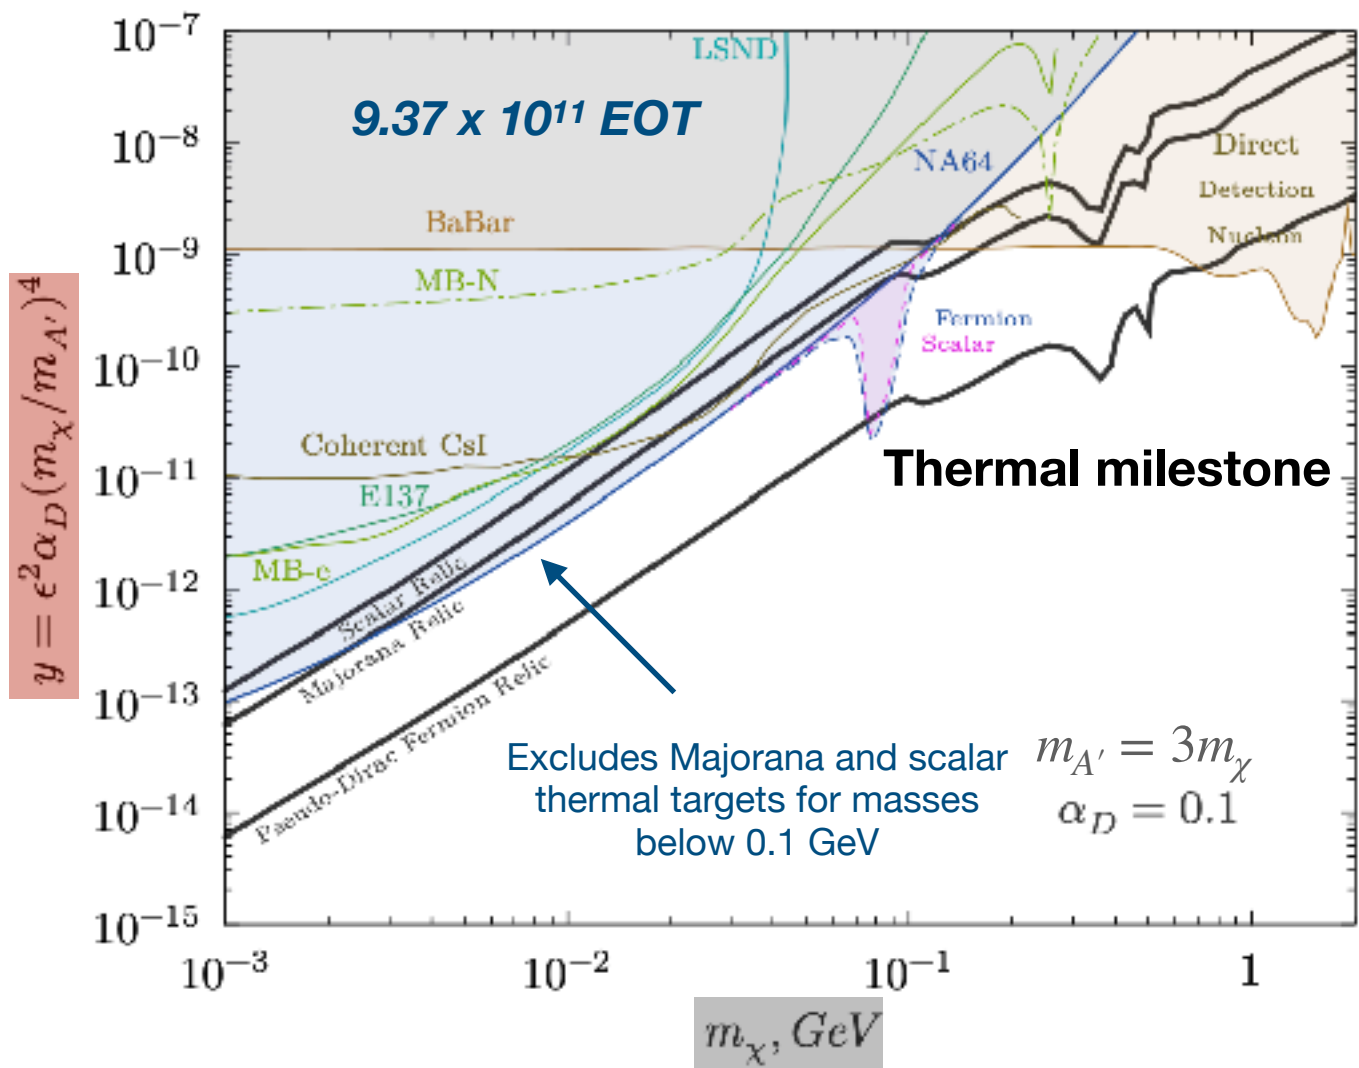 10⁻⁷
10⁻⁸
10⁻⁹
10⁻¹⁰
10⁻¹¹
10⁻¹²
10⁻¹³
10⁻¹⁴
10⁻¹⁵
y = ϵ²α_D(m_χ/m_A′)⁴
LSND
9.37 x 10¹¹ EOT
NA64
Direct
Detection
Nucleon
BaBar
MB-N
Fermion
Scalar
Coherent CsI
Thermal milestone
E137
MB-e
Scalar Relic
Majorana Relic
Pseudo-Dirac Fermion Relic
Excludes Majorana and scalar
thermal targets for masses
below 0.1 GeV
m_A′ = 3m_χ
α_D = 0.1
10⁻³ 10⁻² 10⁻¹ 1
m_χ, GeV